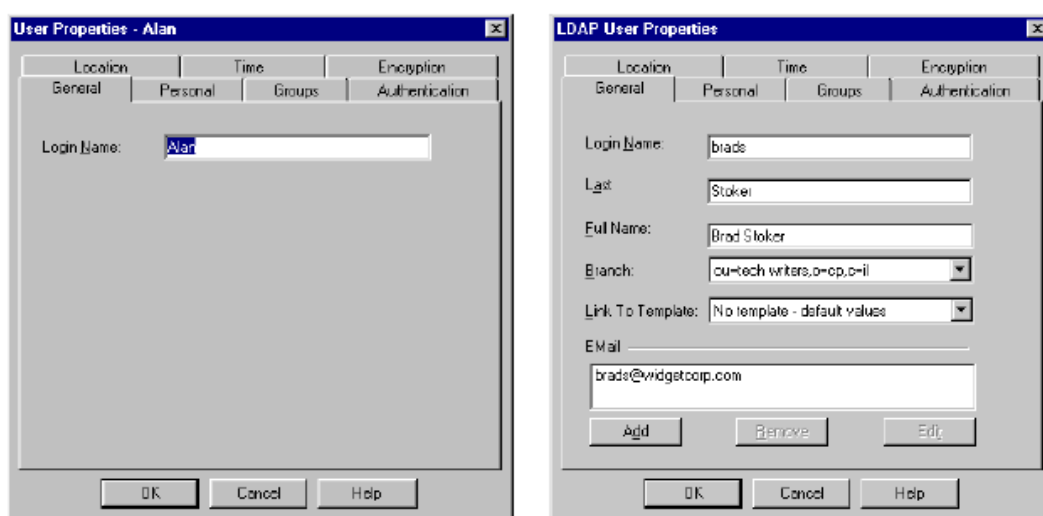 User Properties - Alan
Location Time Encryption
General Personal Groups Authentication
Login Name: Alan
OK Cancel Help
LDAP User Properties
Location Time Encryption
General Personal Groups Authentication
Login Name: brads
Last Stoker
Full Name: Brad Stoker
Branch: ou=tech writers,o=cp,c=il
Link To Template: No template - default values
EMail
brads@widgetcorp.com
Add Remove Edit
OK Cancel Help